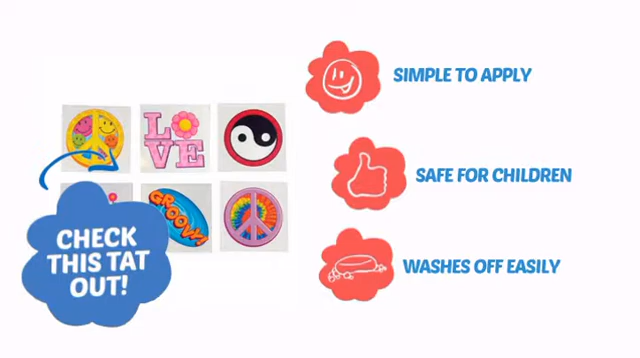 LOVE
GROOVY!
CHECK
THIS TAT
OUT!
SIMPLE TO APPLY
SAFE FOR CHILDREN
WASHES OFF EASILY